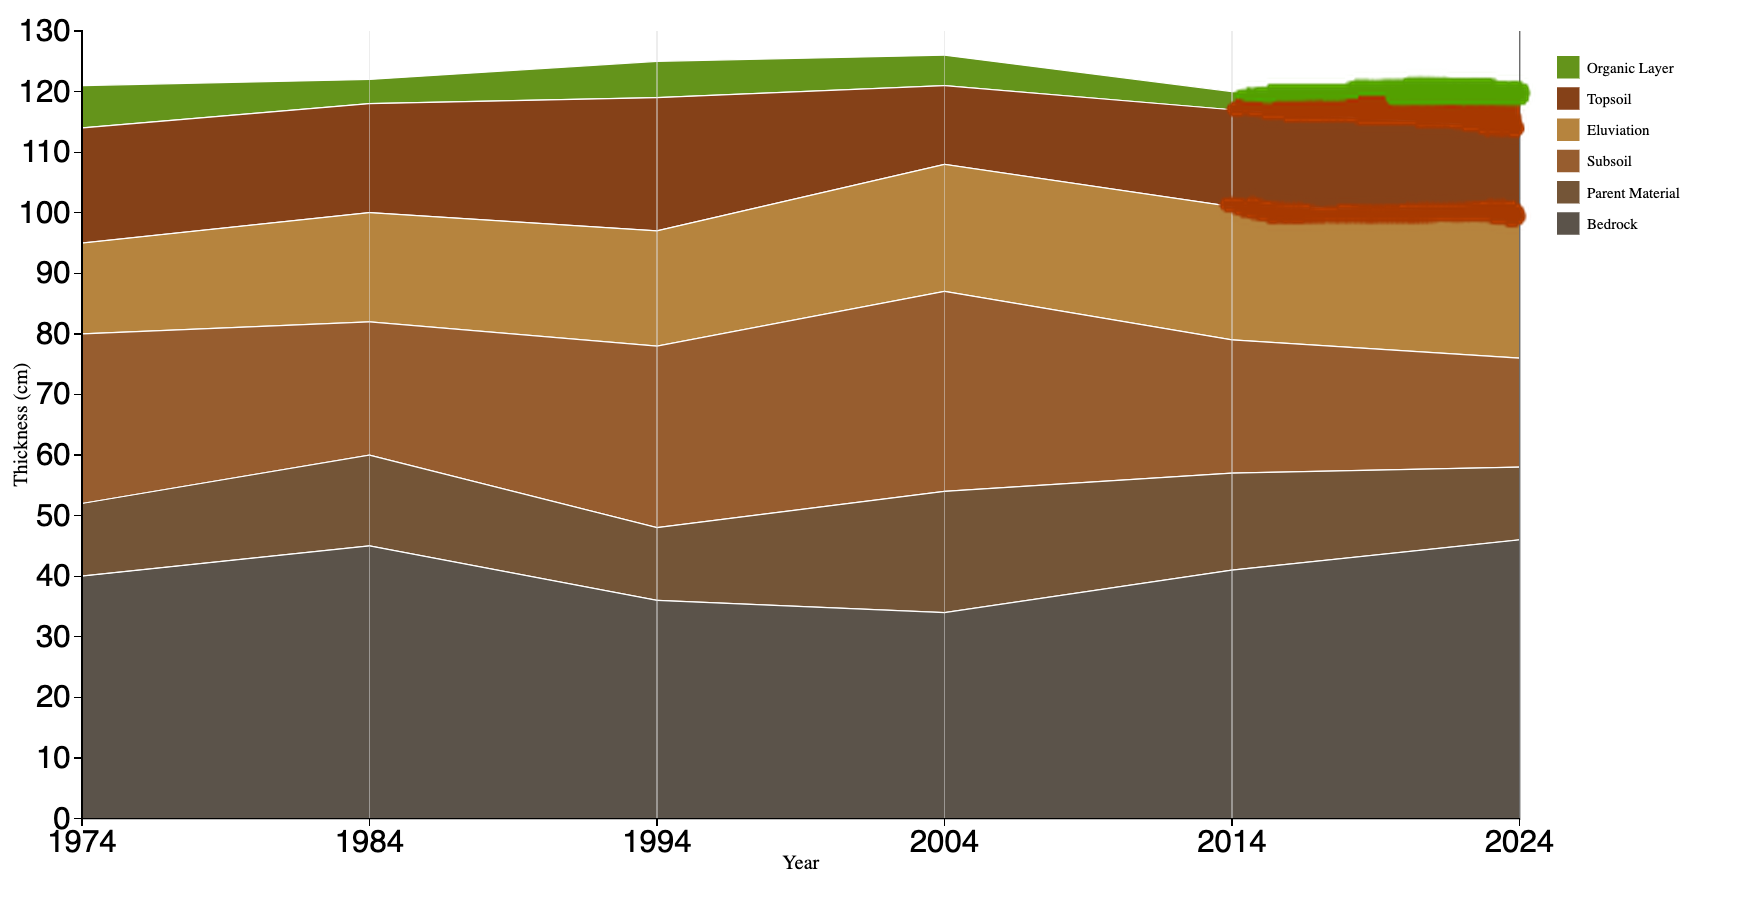 130
120
110
100
90
80
70
60
50
40
30
20
10
0
Thickness (cm)
1974 1984 1994 2004 2014 2024
Year
Organic Layer
Topsoil
Eluviation
Subsoil
Parent Material
Bedrock